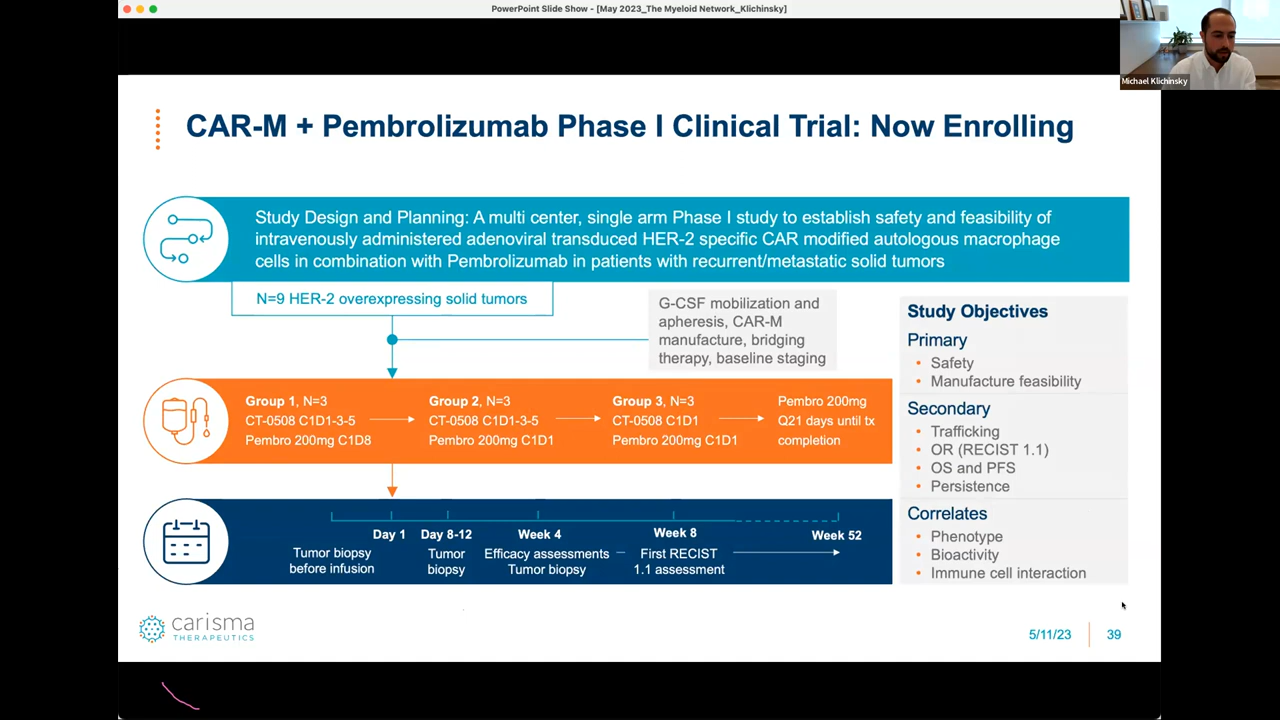 PowerPoint Slide Show - [May 2023_The Myeloid Network_Klichinsky]
Michael Klichinsky
CAR-M + Pembrolizumab Phase I Clinical Trial: Now Enrolling
Study Design and Planning: A multi center, single arm Phase I study to establish safety and feasibility of
intravenously administered adenoviral transduced HER-2 specific CAR modified autologous macrophage
cells in combination with Pembrolizumab in patients with recurrent/metastatic solid tumors
N=9 HER-2 overexpressing solid tumors
G-CSF mobilization and
apheresis, CAR-M
manufacture, bridging
therapy, baseline staging
Group 1, N=3
CT-0508 C1D1-3-5
Pembro 200mg C1D8
Group 2, N=3
CT-0508 C1D1-3-5
Pembro 200mg C1D1
Group 3, N=3
CT-0508 C1D1
Pembro 200mg C1D1
Pembro 200mg
Q21 days until tx
completion
Day 1
Tumor biopsy
before infusion
Day 8-12
Tumor
biopsy
Week 4
Efficacy assessments
Tumor biopsy
Week 8
First RECIST
1.1 assessment
Week 52
Study Objectives
Primary
• Safety
• Manufacture feasibility
Secondary
• Trafficking
• OR (RECIST 1.1)
• OS and PFS
• Persistence
Correlates
• Phenotype
• Bioactivity
• Immune cell interaction
carisma
THERAPEUTICS
5/11/23
39